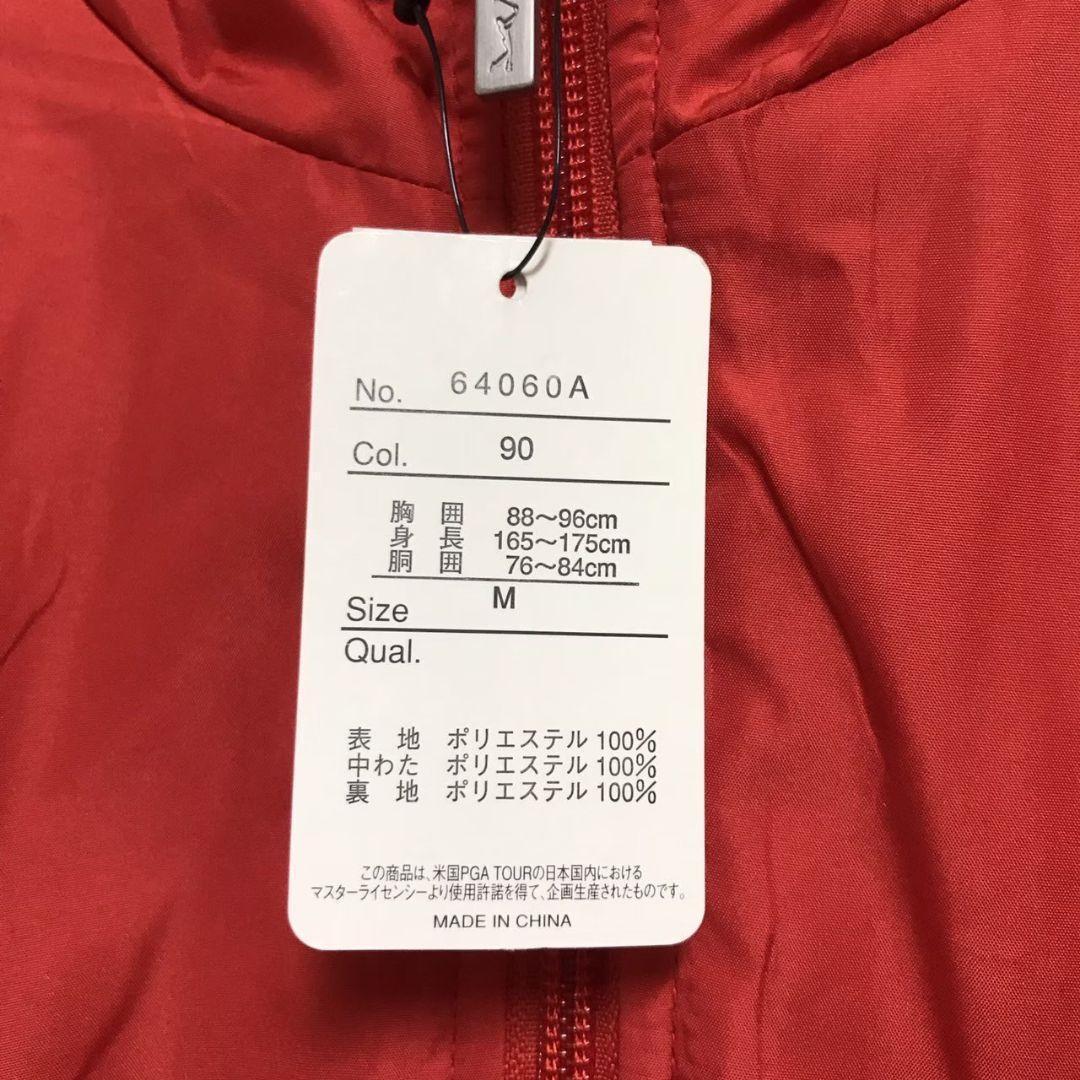 No. 64060A
Col. 90
胸囲 88～96cm
身長 165～175cm
胴囲 76～84cm
Size M
Qual.
表地 ポリエステル 100%
中わた ポリエステル 100%
裏地 ポリエステル 100%
この商品は、米国PGA TOURの日本国内における
マスターライセンシーより使用許諾を得て、企画生産されたものです。
MADE IN CHINA